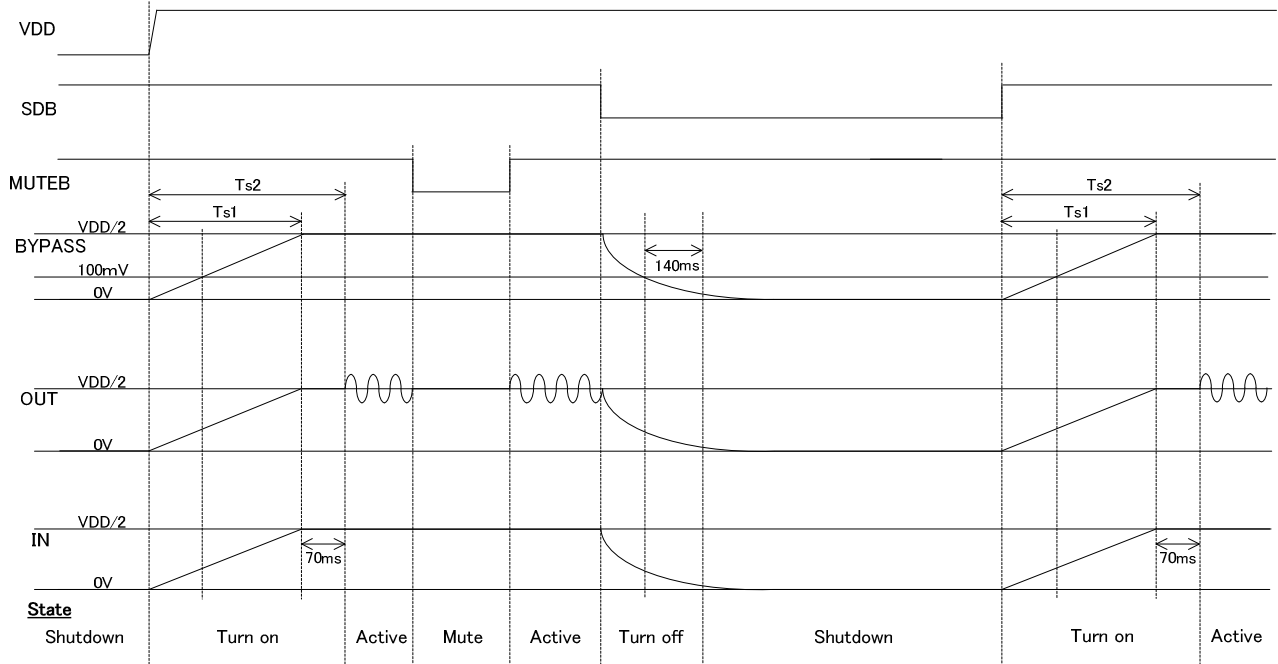 VDD
SDB
MUTEB
Ts2
Ts2
Ts1
Ts1
VDD/2
BYPASS
140ms
100mV
0V
VDD/2
OUT
0V
VDD/2
IN
70ms
70ms
0V
State
Shutdown Turn on Active Mute Active Turn off Shutdown Turn on Active